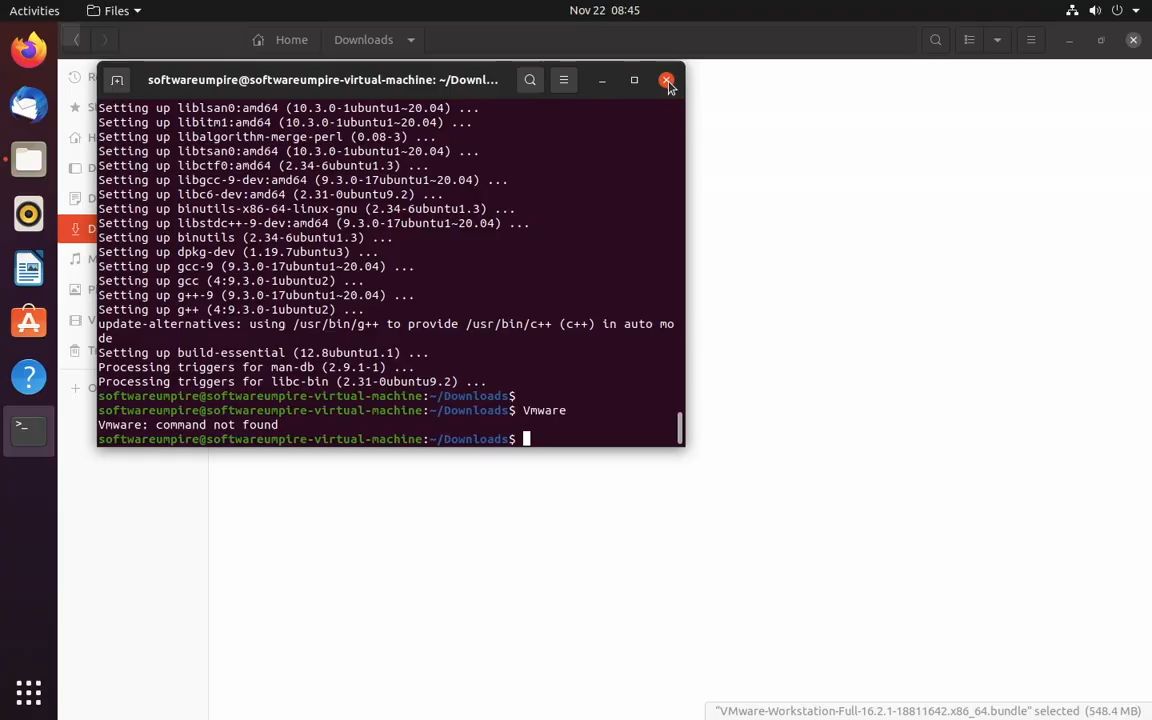 Activities
Files
Nov 22 08:45
Home
Downloads
softwareumpire@softwareumpire-virtual-machine: ~/Downl...
Setting up liblsan0:amd64 (10.3.0-1ubuntu1~20.04) ...
Setting up libitm1:amd64 (10.3.0-1ubuntu1~20.04) ...
Setting up libalgorithm-merge-perl (0.08-3) ...
Setting up libtsan0:amd64 (10.3.0-1ubuntu1~20.04) ...
Setting up libctf0:amd64 (2.34-6ubuntu1.3) ...
Setting up libgcc-9-dev:amd64 (9.3.0-17ubuntu1~20.04) ...
Setting up libc6-dev:amd64 (2.31-0ubuntu9.2) ...
Setting up binutils-x86-64-linux-gnu (2.34-6ubuntu1.3) ...
Setting up libstdc++-9-dev:amd64 (9.3.0-17ubuntu1~20.04) ...
Setting up binutils (2.34-6ubuntu1.3) ...
Setting up dpkg-dev (1.19.7ubuntu3) ...
Setting up gcc-9 (9.3.0-17ubuntu1~20.04) ...
Setting up gcc (4:9.3.0-1ubuntu2) ...
Setting up g++-9 (9.3.0-17ubuntu1~20.04) ...
Setting up g++ (4:9.3.0-1ubuntu2) ...
update-alternatives: using /usr/bin/g++ to provide /usr/bin/c++ (c++) in auto mo
de
Setting up build-essential (12.8ubuntu1.1) ...
Processing triggers for man-db (2.9.1-1) ...
Processing triggers for libc-bin (2.31-0ubuntu9.2) ...
softwareumpire@softwareumpire-virtual-machine:~/Downloads$
softwareumpire@softwareumpire-virtual-machine:~/Downloads$ Vmware
Vmware: command not found
softwareumpire@softwareumpire-virtual-machine:~/Downloads$
"VMware-Workstation-Full-16.2.1-18811642.x86_64.bundle" selected (548.4 MB)